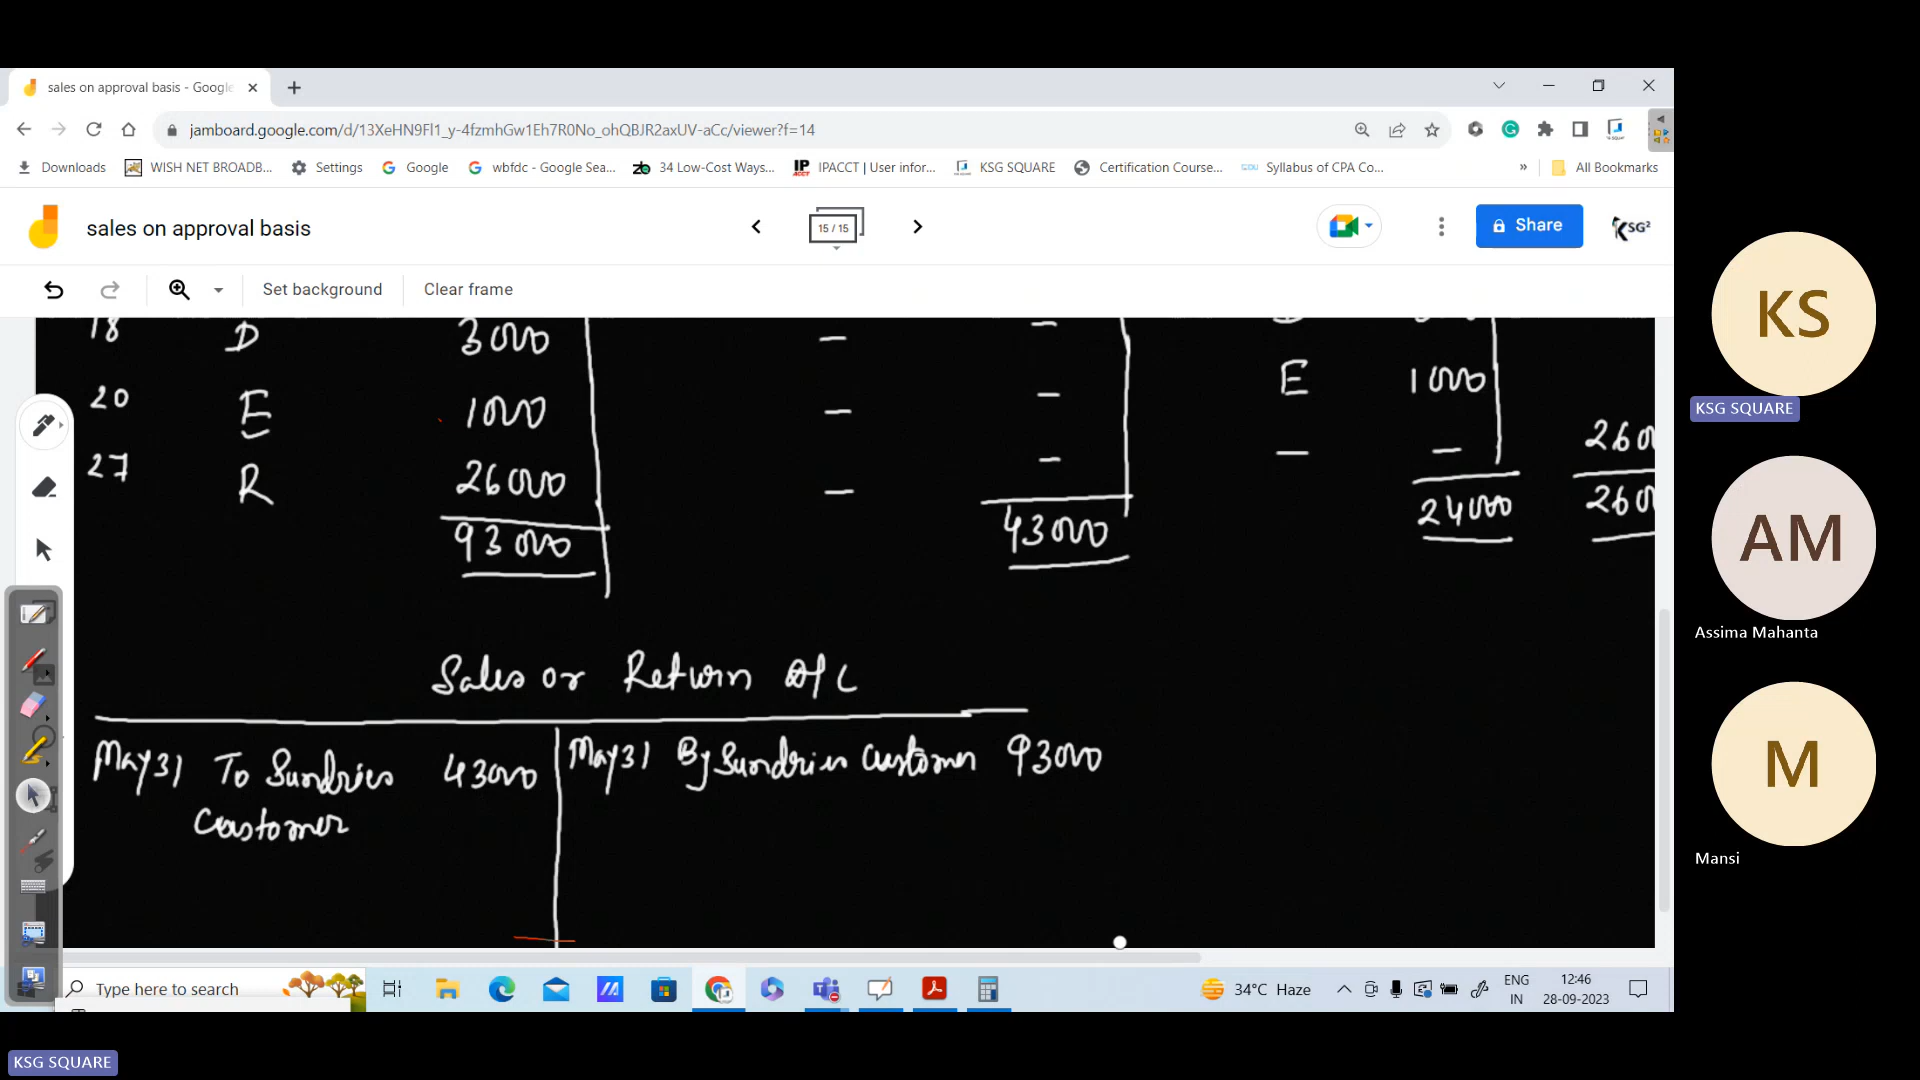 sales on approval basis - Google
jamboard.google.com/d/13XeHN9Fl1_y-4fzmhGw1Eh7R0No_ohQBJR2axUV-aCc/viewer?f=14
Downloads WISH NET BROADB... Settings Google wbfdc - Google Sea... 34 Low-Cost Ways... IPACCT | User infor... KSG SQUARE Certification Course... Syllabus of CPA Co... » All Bookmarks
sales on approval basis 15 / 15 Share KSG²
Set background Clear frame
18 D 3000 - -
20 E 1000 - - E 1000
27 R 26000 - - - - 2600
93000 43000 24000 2600
Sales or Return A/C
May 31 To Sundries 43000 May 31 By Sundries Customer 93000
Customer
KS
KSG SQUARE
AM
Assima Mahanta
M
Mansi
Type here to search 34°C Haze ENG 12:46
IN 28-09-2023
KSG SQUARE